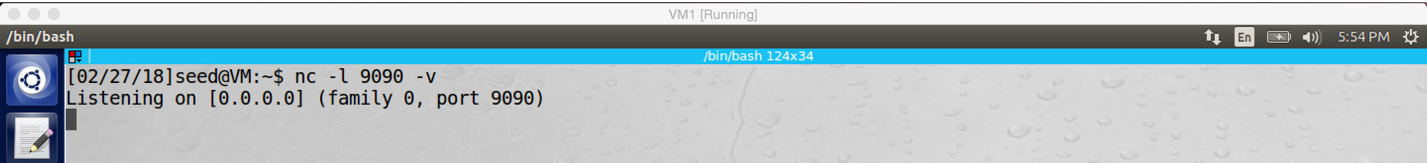 VM1 [Running]
/bin/bash En 5:54 PM
/bin/bash 124x34
[02/27/18]seed@VM:~$ nc -l 9090 -v
Listening on [0.0.0.0] (family 0, port 9090)